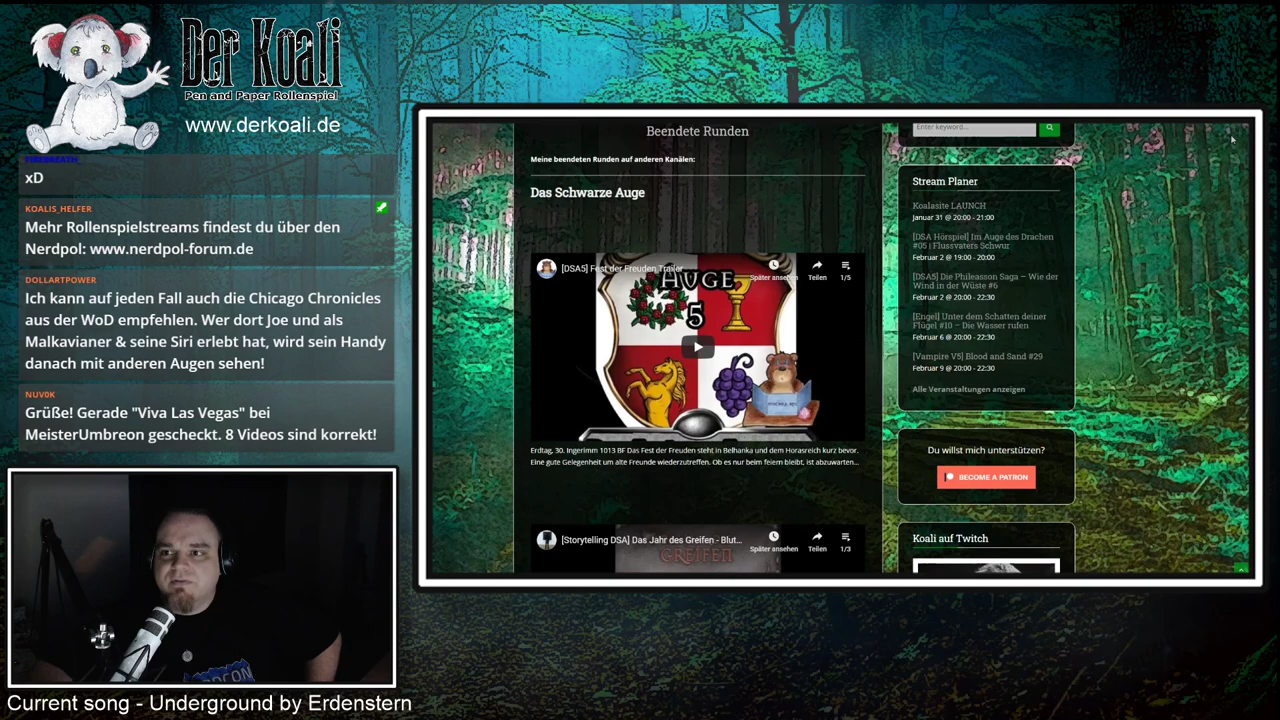 Der Koali
Pen and Paper Rollenspiel
www.derkoali.de
FIREBREATH_
xD
KOALIS_HELFER
Mehr Rollenspielstreams findest du über den
Nerdpol: www.nerdpol-forum.de
DOLLARTPOWER
Ich kann auf jeden Fall auch die Chicago Chronicles
aus der WoD empfehlen. Wer dort Joe und als
Malkavianer & seine Siri erlebt hat, wird sein Handy
danach mit anderen Augen sehen!
NUV0K
Grüße! Gerade "Viva Las Vegas" bei
MeisterUmbreon gescheckt. 8 Videos sind korrekt!
Current song - Underground by Erdenstern
Beendete Runden
Meine beendeten Runden auf anderen Kanälen:
Das Schwarze Auge
[DSA5] Fest der Freuden Trailer
Später ansehen
Teilen
1/5
AUGE
5
Erdtag, 30. Ingerimm 1013 BF Das Fest der Freuden steht in Belhanka und dem Horasreich kurz bevor.
Eine gute Gelegenheit um alte Freunde wiederzutreffen. Ob es nur beim feiern bleibt, ist abzuwarten...
[Storytelling DSA] Das Jahr des Greifen - Blut...
Später ansehen
Teilen
1/3
GREIFEN
Enter keyword...
Stream Planer
Koalasite LAUNCH
Januar 31 @ 20:00 - 21:00
[DSA Hörspiel] Im Auge des Drachen
#05 | Flussvaters Schwur
Februar 2 @ 19:00 - 20:00
[DSA5] Die Phileasson Saga – Wie der
Wind in der Wüste #6
Februar 2 @ 20:00 - 22:30
[Engel] Unter dem Schatten deiner
Flügel #10 – Die Wasser rufen
Februar 6 @ 20:00 - 22:30
[Vampire V5] Blood and Sand #29
Februar 9 @ 20:00 - 22:30
Alle Veranstaltungen anzeigen
Du willst mich unterstützen?
BECOME A PATRON
Koali auf Twitch